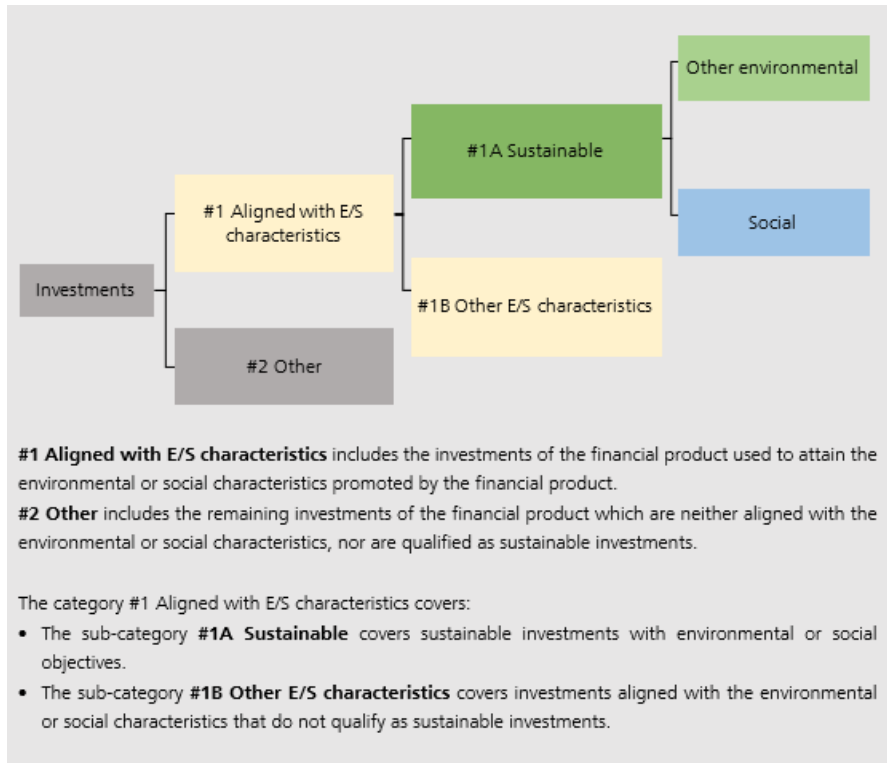 Other environmental
#1A Sustainable
#1 Aligned with E/S
characteristics
Social
Investments
#1B Other E/S characteristics
#2 Other
#1 Aligned with E/S characteristics includes the investments of the financial product used to attain the
environmental or social characteristics promoted by the financial product.
#2 Other includes the remaining investments of the financial product which are neither aligned with the
environmental or social characteristics, nor are qualified as sustainable investments.
The category #1 Aligned with E/S characteristics covers:
• The sub-category #1A Sustainable covers sustainable investments with environmental or social
objectives.
• The sub-category #1B Other E/S characteristics covers investments aligned with the environmental
or social characteristics that do not qualify as sustainable investments.